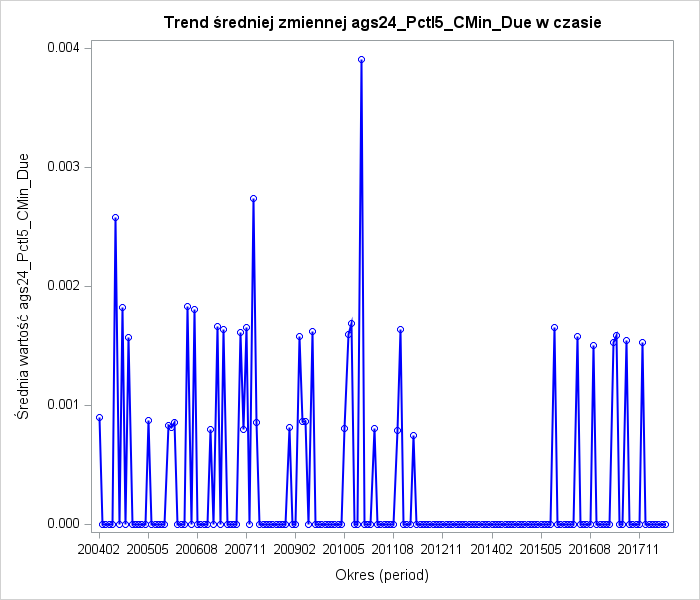 Trend średniej zmiennej ags24_Pctl5_CMin_Due w czasie
Średnia wartość ags24_Pctl5_CMin_Due
0.004
0.003
0.002
0.001
0.000
200402 200505 200608 200711 200902 201005 201108 201211 201402 201505 201608 201711
Okres (period)